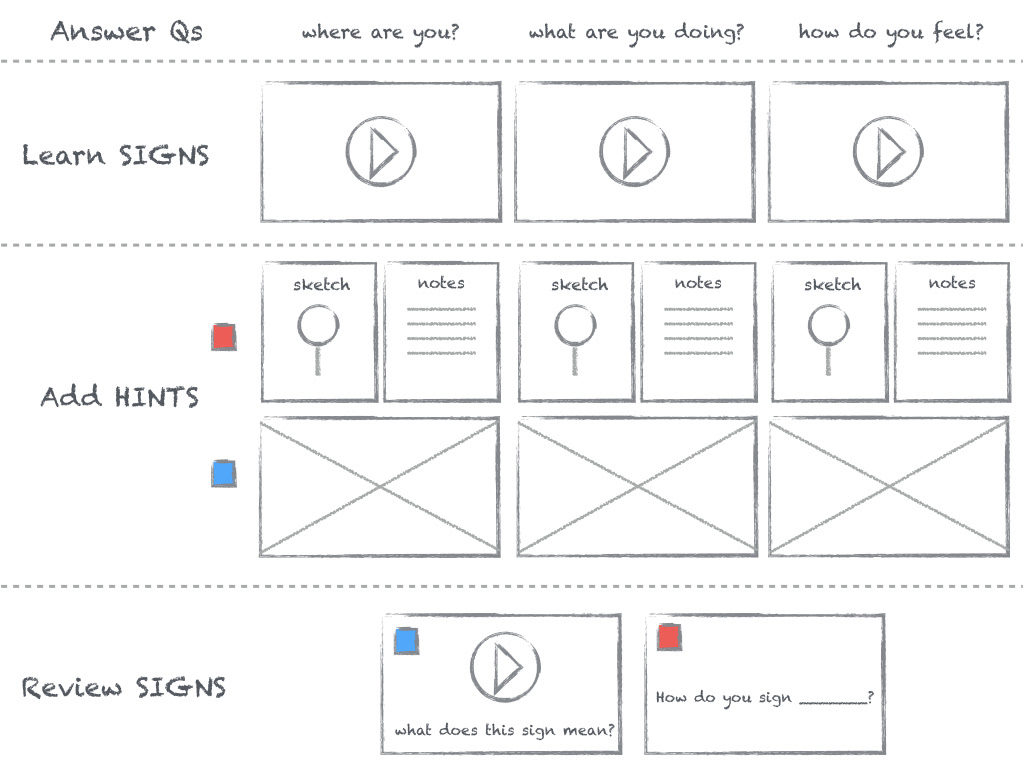 Answer Qs
where are you?
what are you doing?
how do you feel?
Learn SIGNS
sketch
notes
sketch
notes
sketch
notes
Add HINTS
Review SIGNS
what does this sign mean?
How do you sign ________?